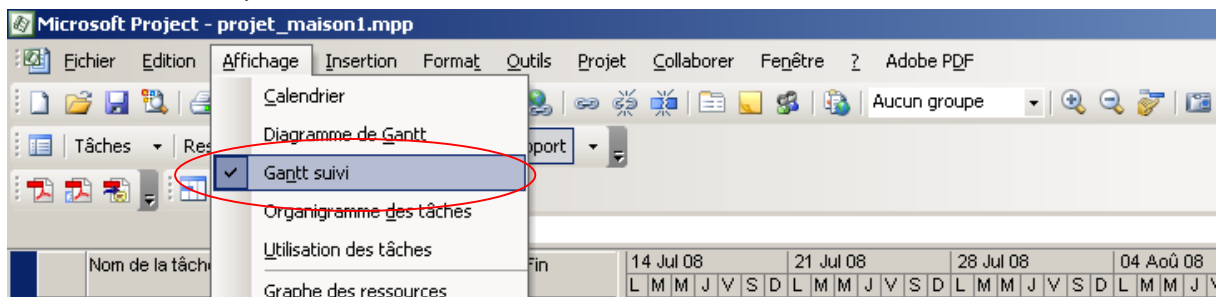 Microsoft Project - projet_maison1.mpp
Fichier Edition Affichage Insertion Format Outils Projet Collaborer Fenêtre ? Adobe PDF
Calendrier
Aucun groupe
Diagramme de Gantt
Tâches
Gantt suivi
Organigramme des tâches
Utilisation des tâches
Nom de la
Fin
14 Jul 08 21 Jul 08 28 Jul 08 04 Aoû 08
L M M J V S D L M M J V S D L M M J V S D L M M J V
Graphe des ressources